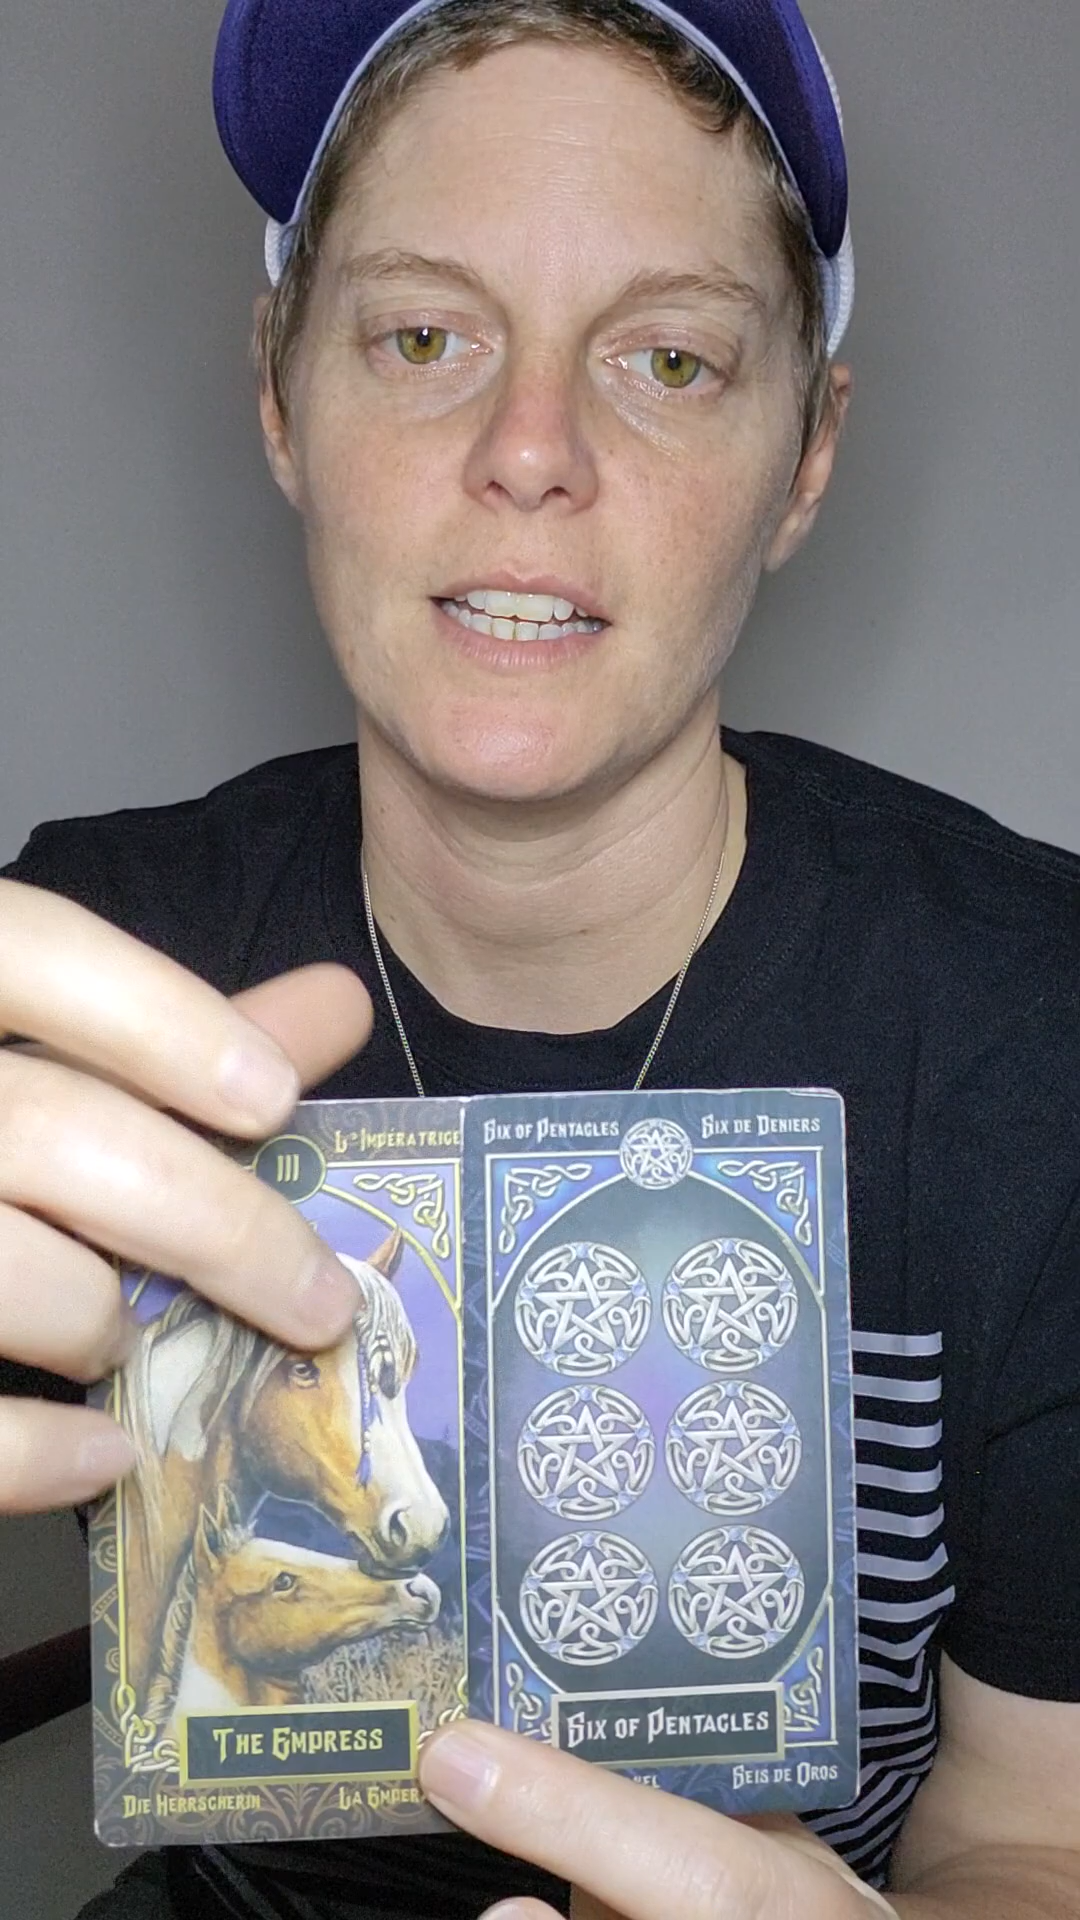 III
L'Impératrice
The Empress
Die Herrscherin
Six of Pentacles
Six de Deniers
Six of Pentacles
Seis de Oros